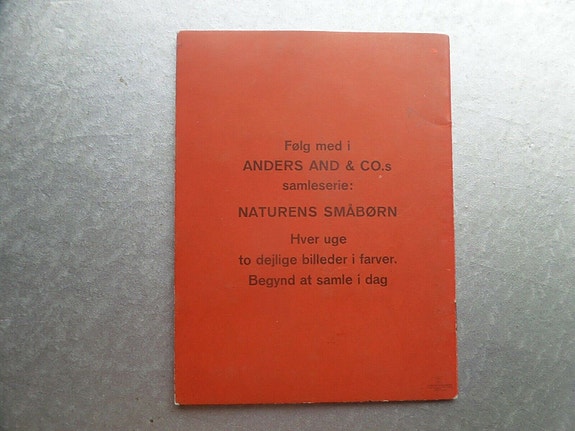 Følg med i
ANDERS AND & CO.s
samleserie:
NATURENS SMÅBØRN
Hver uge
to dejlige billeder i farver.
Begynd at samle i dag